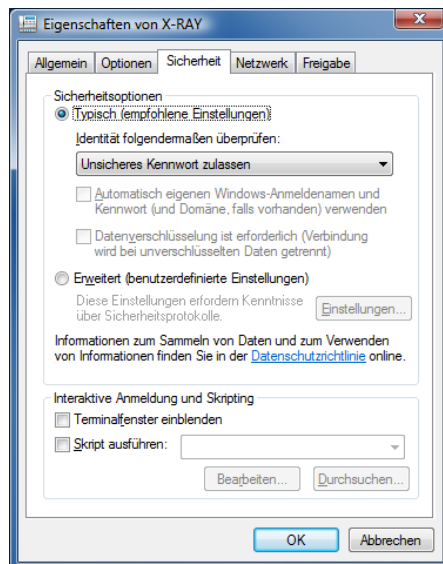 Eigenschaften von X-RAY
Allgemein Optionen Sicherheit Netzwerk Freigabe
Sicherheitsoptionen
Typisch (empfohlene Einstellungen)
Identität folgendermaßen überprüfen:
Unsicheres Kennwort zulassen
Automatisch eigenen Windows-Anmeldenamen und
Kennwort (und Domäne, falls vorhanden) verwenden
Datenverschlüsselung ist erforderlich (Verbindung
wird bei unverschlüsselten Daten getrennt)
Erweitert (benutzerdefinierte Einstellungen)
Diese Einstellungen erfordern Kenntnisse
über Sicherheitsprotokolle.
Einstellungen...
Informationen zum Sammeln von Daten und zum Verwenden
von Informationen finden Sie in der Datenschutzrichtlinie online.
Interaktive Anmeldung und Skripting
Terminalfenster einblenden
Skript ausführen:
Bearbeiten... Durchsuchen...
OK Abbrechen